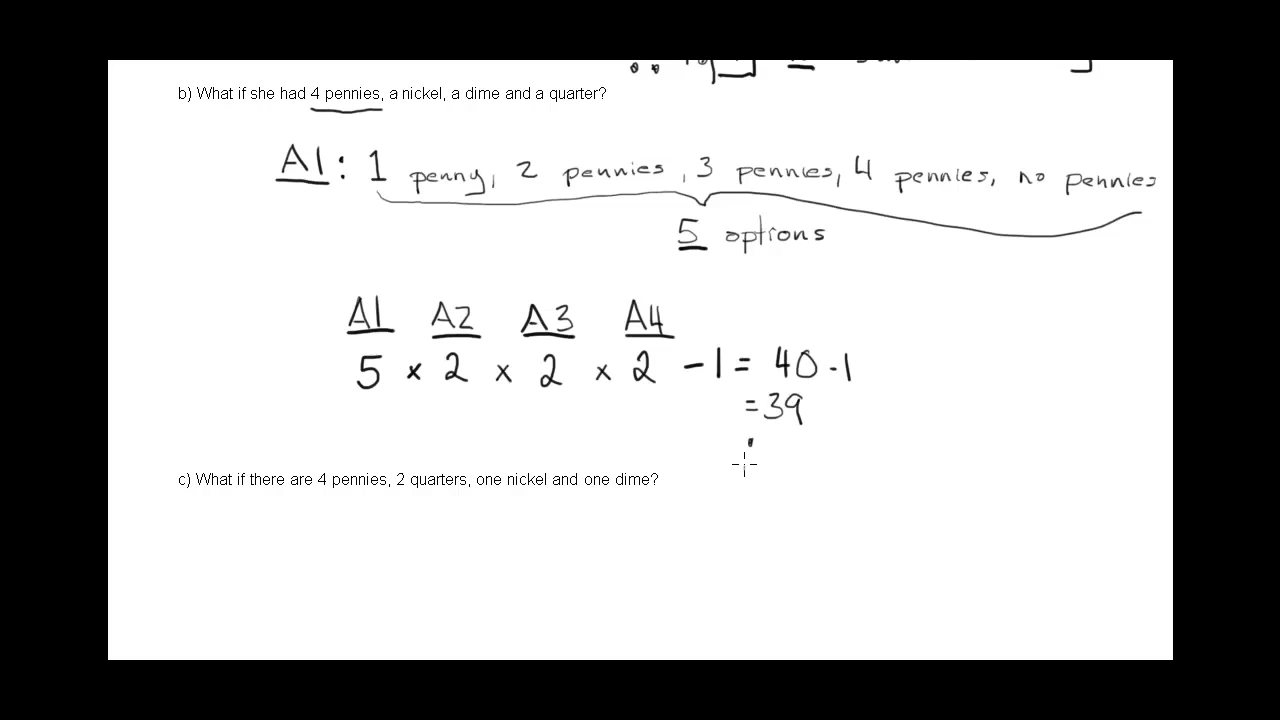 b) What if she had 4 pennies, a nickel, a dime and a quarter?
A1: 1 penny, 2 pennies, 3 pennies, 4 pennies, no pennies
5 options
A1 A2 A3 A4
5 × 2 × 2 × 2 - 1 = 40 - 1
= 39
c) What if there are 4 pennies, 2 quarters, one nickel and one dime?